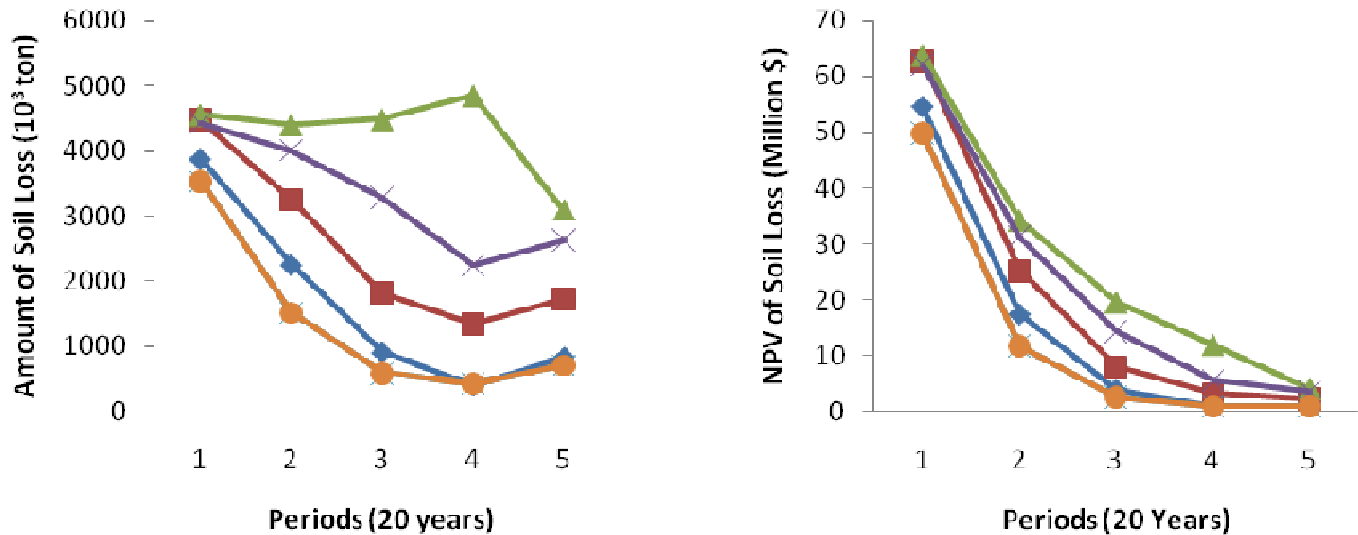 Amount of Soil Loss (10³ ton)
6000
5000
4000
3000
2000
1000
0
1 2 3 4 5
Periods (20 years)
NPV of Soil Loss (Million $)
70
60
50
40
30
20
10
0
1 2 3 4 5
Periods (20 Years)